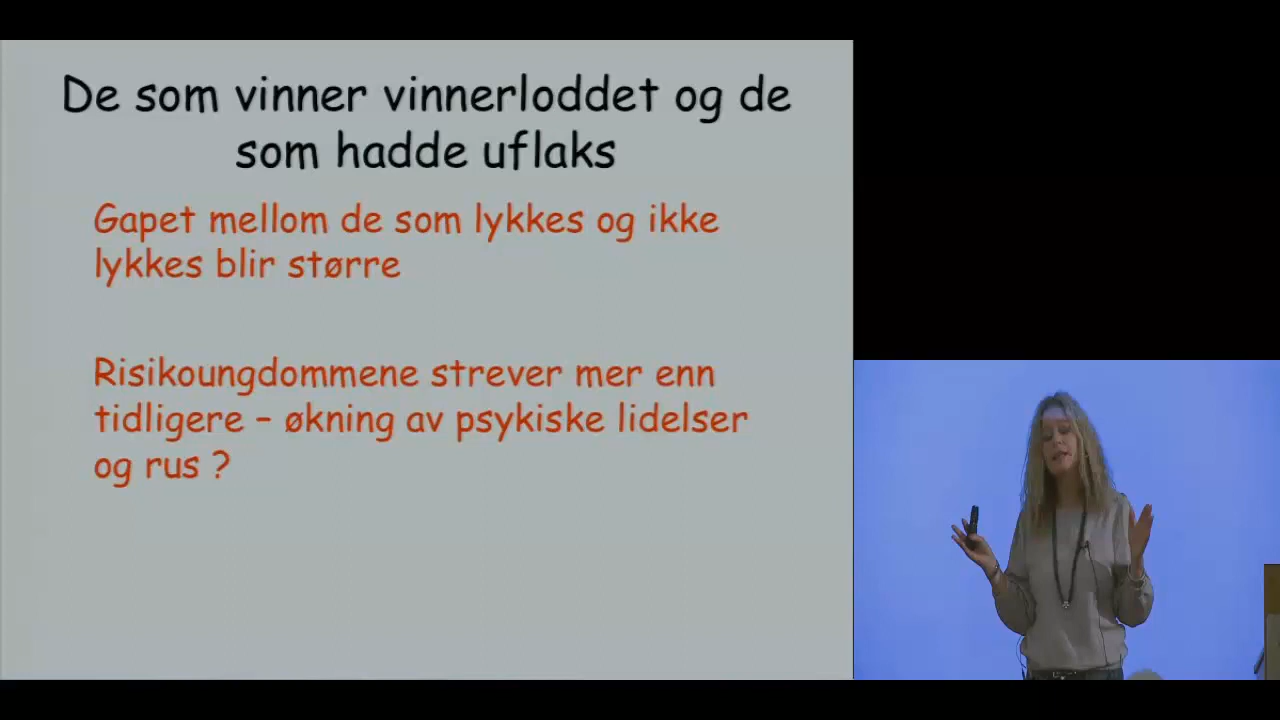 De som vinner vinnerloddet og de
som hadde uflaks
Gapet mellom de som lykkes og ikke
lykkes blir større
Risikoungdommene strever mer enn
tidligere – økning av psykiske lidelser
og rus ?